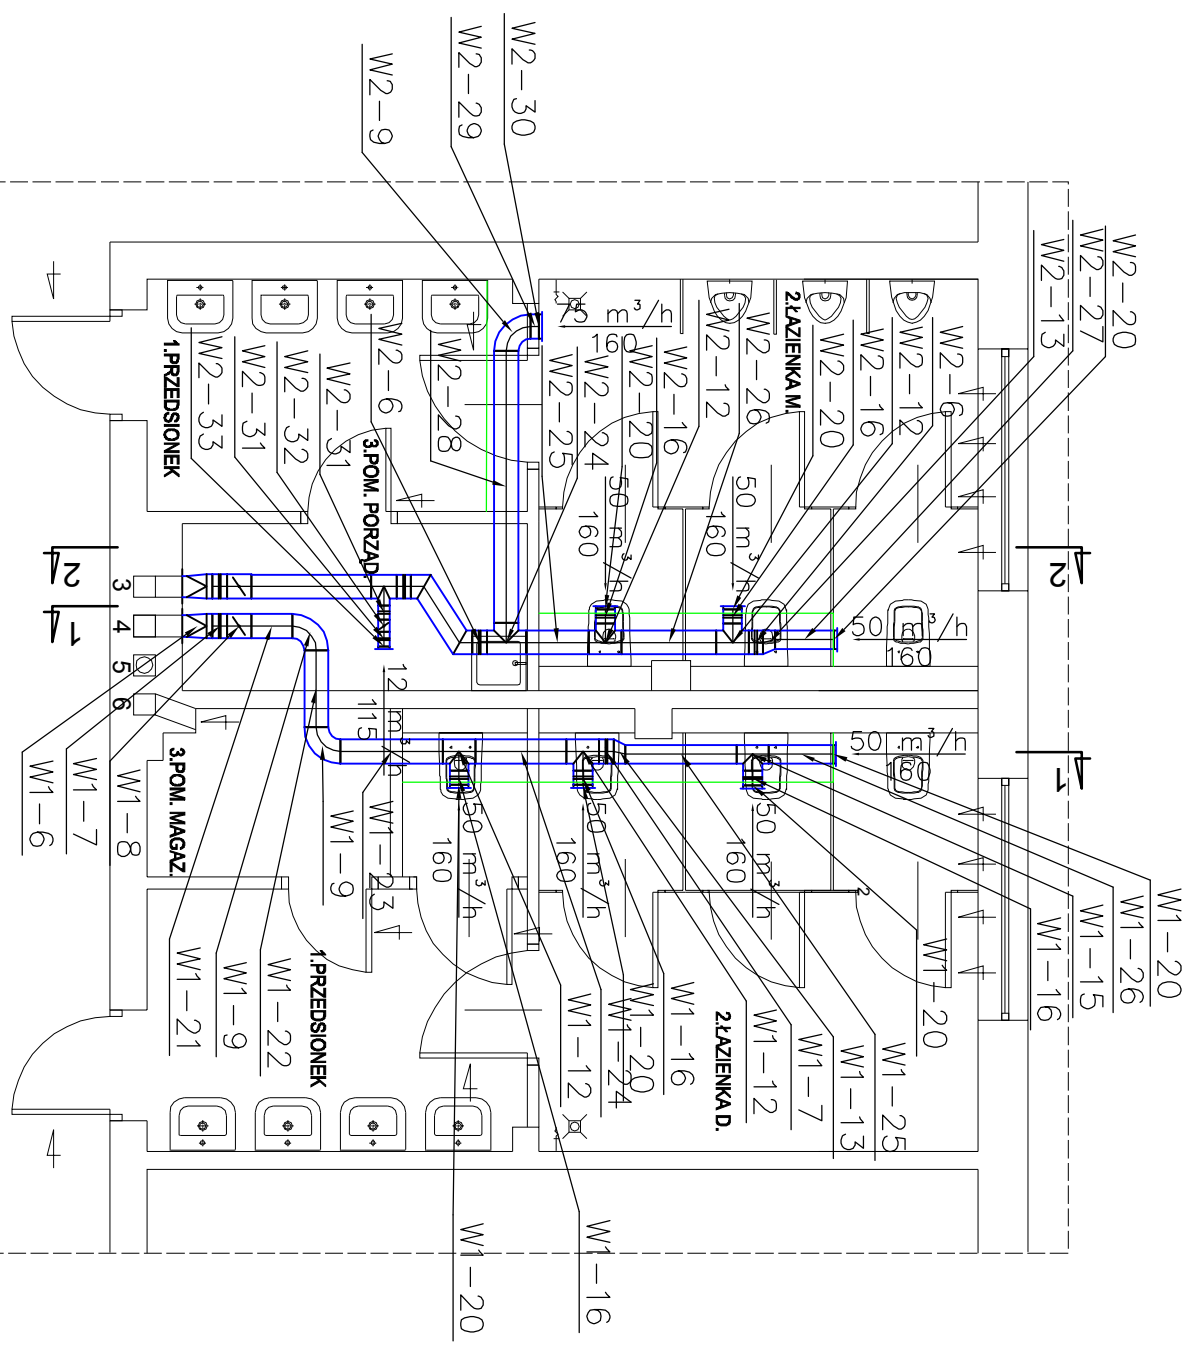 W2-30
W2-29
W2-9
W2-20
W2-27
W2-13
75 m³/h
160
1.PRZEDSIONEK
W2-33
W2-31
W2-32
W2-31
W2-6
W2-28
3.POM. PORZĄD.
W2-25
W2-24
W2-20
W2-16
W2-12
W2-26
2.ŁAZIENKA M.
W2-20
W2-16
W2-12
W2-6
50 m³/h
160
50 m³/h
160
50 m³/h
160
2
2
1
1
3
4
5
6
12 m³/h
115
50 m³/h
160
50 m³/h
160
50 m³/h
160
50 m³/h
160
W1-6
W1-7
W1-8
3.POM. MAGAZ.
W1-9
W1-23
W1-21
W1-9
W1-22
1.PRZEDSIONEK
W1-12
W1-24
W1-20
W1-16
2.ŁAZIENKA D.
W1-12
W1-7
W1-13
W1-25
W1-20
W1-16
W1-15
W1-26
W1-20
2
W1-20
W1-16